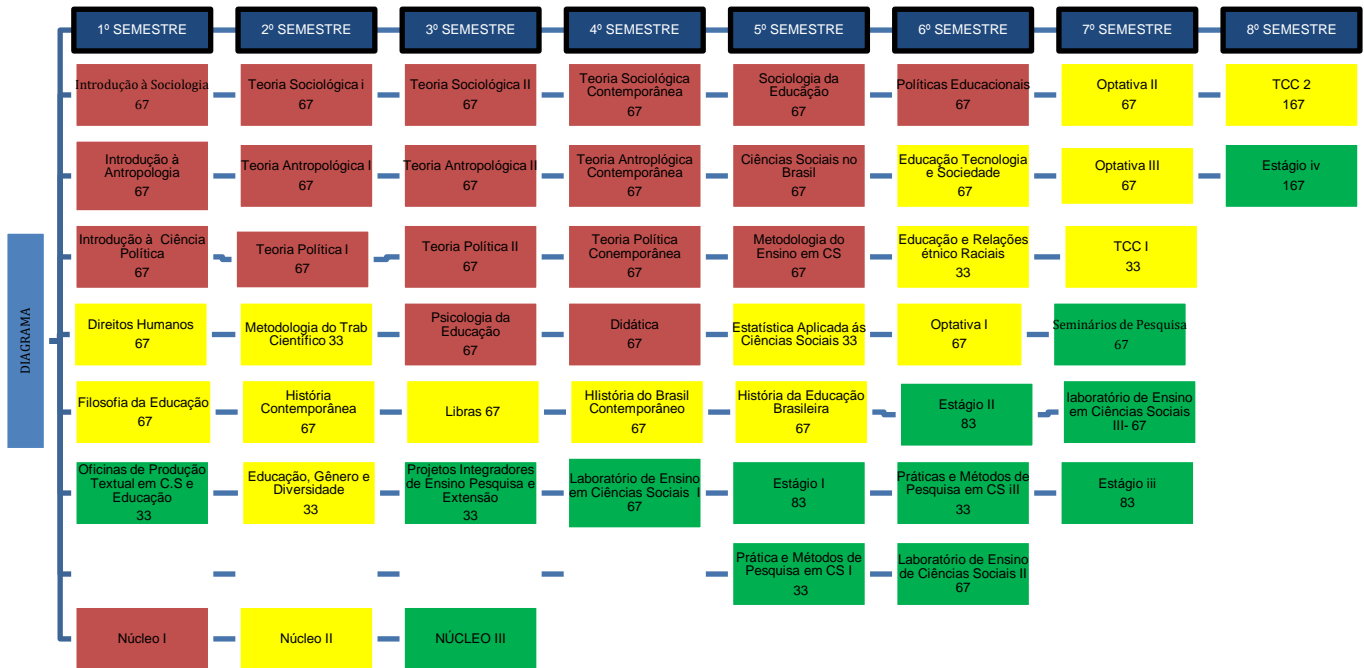 DIAGRAMA
1º SEMESTRE
2º SEMESTRE
3º SEMESTRE
4º SEMESTRE
5º SEMESTRE
6º SEMESTRE
7º SEMESTRE
8º SEMESTRE
Introdução à Sociologia
67
Teoria Sociológica i
67
Teoria Sociológica II
67
Teoria Sociológica
Contemporânea
67
Sociologia da
Educação
67
Políticas Educacionais
67
Optativa II
67
TCC 2
167
Introdução à
Antropologia
67
Teoria Antropológica I
67
Teoria Antropológica II
67
Teoria Antroplógica
Contemporânea
67
Ciências Sociais no
Brasil
67
Educação Tecnologia
e Sociedade
67
Optativa III
67
Estágio iv
167
Introdução à Ciência
Política
67
Teoria Política I
67
Teoria Política II
67
Teoria Política
Conemporânea
67
Metodologia do
Ensino em CS
67
Educação e Relações
étnico Raciais
33
TCC I
33
Direitos Humanos
67
Metodologia do Trab
Científico 33
Psicologia da
Educação
67
Didática
67
Estatística Aplicada ás
Ciências Sociais 33
Optativa I
67
Seminários de Pesquisa
67
Filosofia da Educação
67
História
Contemporânea
67
Libras 67
HIistória do Brasil
Contemporâneo
67
História da Educação
Brasileira
67
Estágio II
83
laboratório de Ensino
em Ciências Sociais
III- 67
Oficinas de Produção
Textual em C.S e
Educação
33
Educação, Gênero e
Diversidade
33
Projetos Integradores
de Ensino Pesquisa e
Extensão
33
Laboratório de Ensino
em Ciências Sociais I
67
Estágio I
83
Práticas e Métodos de
Pesquisa em CS iII
33
Estágio iii
83
Prática e Métodos de
Pesquisa em CS I
33
Laboratório de Ensino
de Ciências Sociais II
67
Núcleo I
Núcleo II
NÚCLEO III